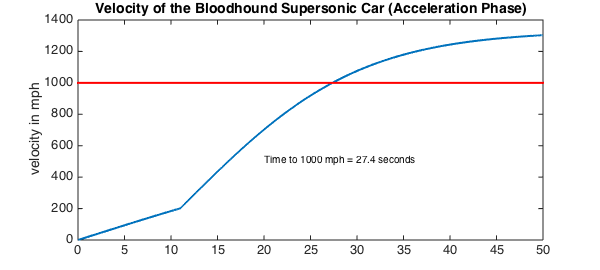 Velocity of the Bloodhound Supersonic Car (Acceleration Phase)
1400
1200
1000
800
600
400
200
0
velocity in mph
Time to 1000 mph = 27.4 seconds
0 5 10 15 20 25 30 35 40 45 50